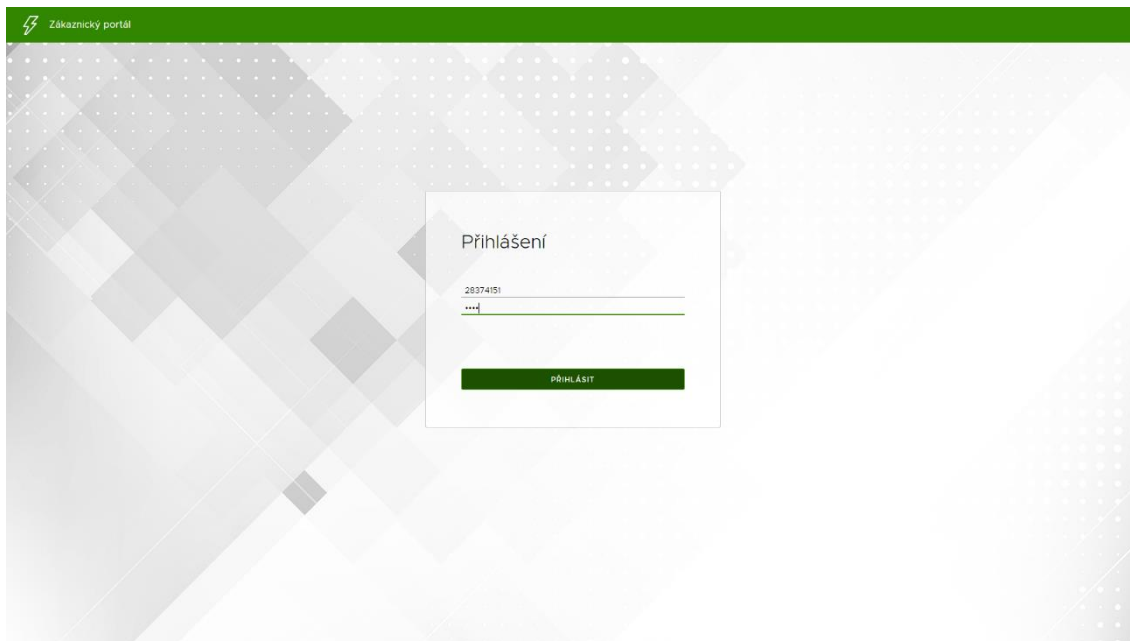 Zákaznický portál
Přihlášení
28374151
••••
PŘIHLÁSIT